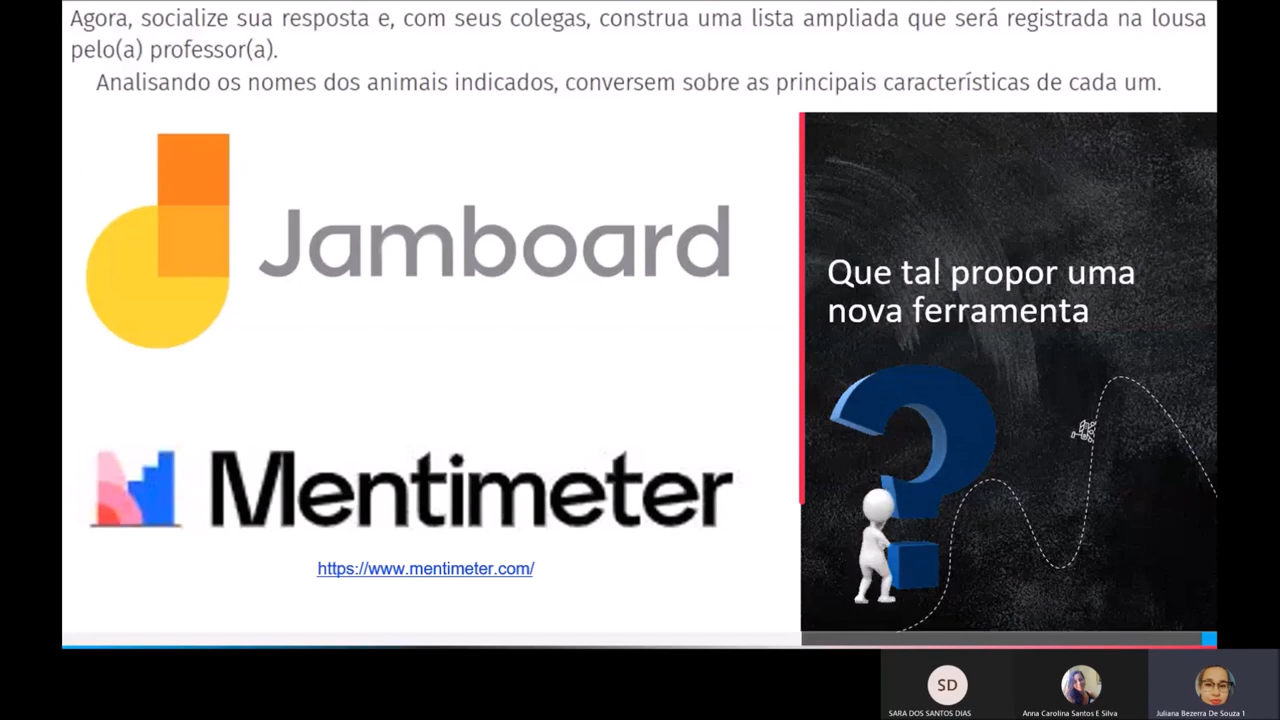 Agora, socialize sua resposta e, com seus colegas, construa uma lista ampliada que será registrada na lousa
pelo(a) professor(a).
Analisando os nomes dos animais indicados, conversem sobre as principais características de cada um.
Jamboard
Que tal propor uma
nova ferramenta
Mentimeter
https://www.mentimeter.com/
SD
SARA DOS SANTOS DIAS
Anna Carolina Santos E Silva
Juliana Bezerra De Souza 1